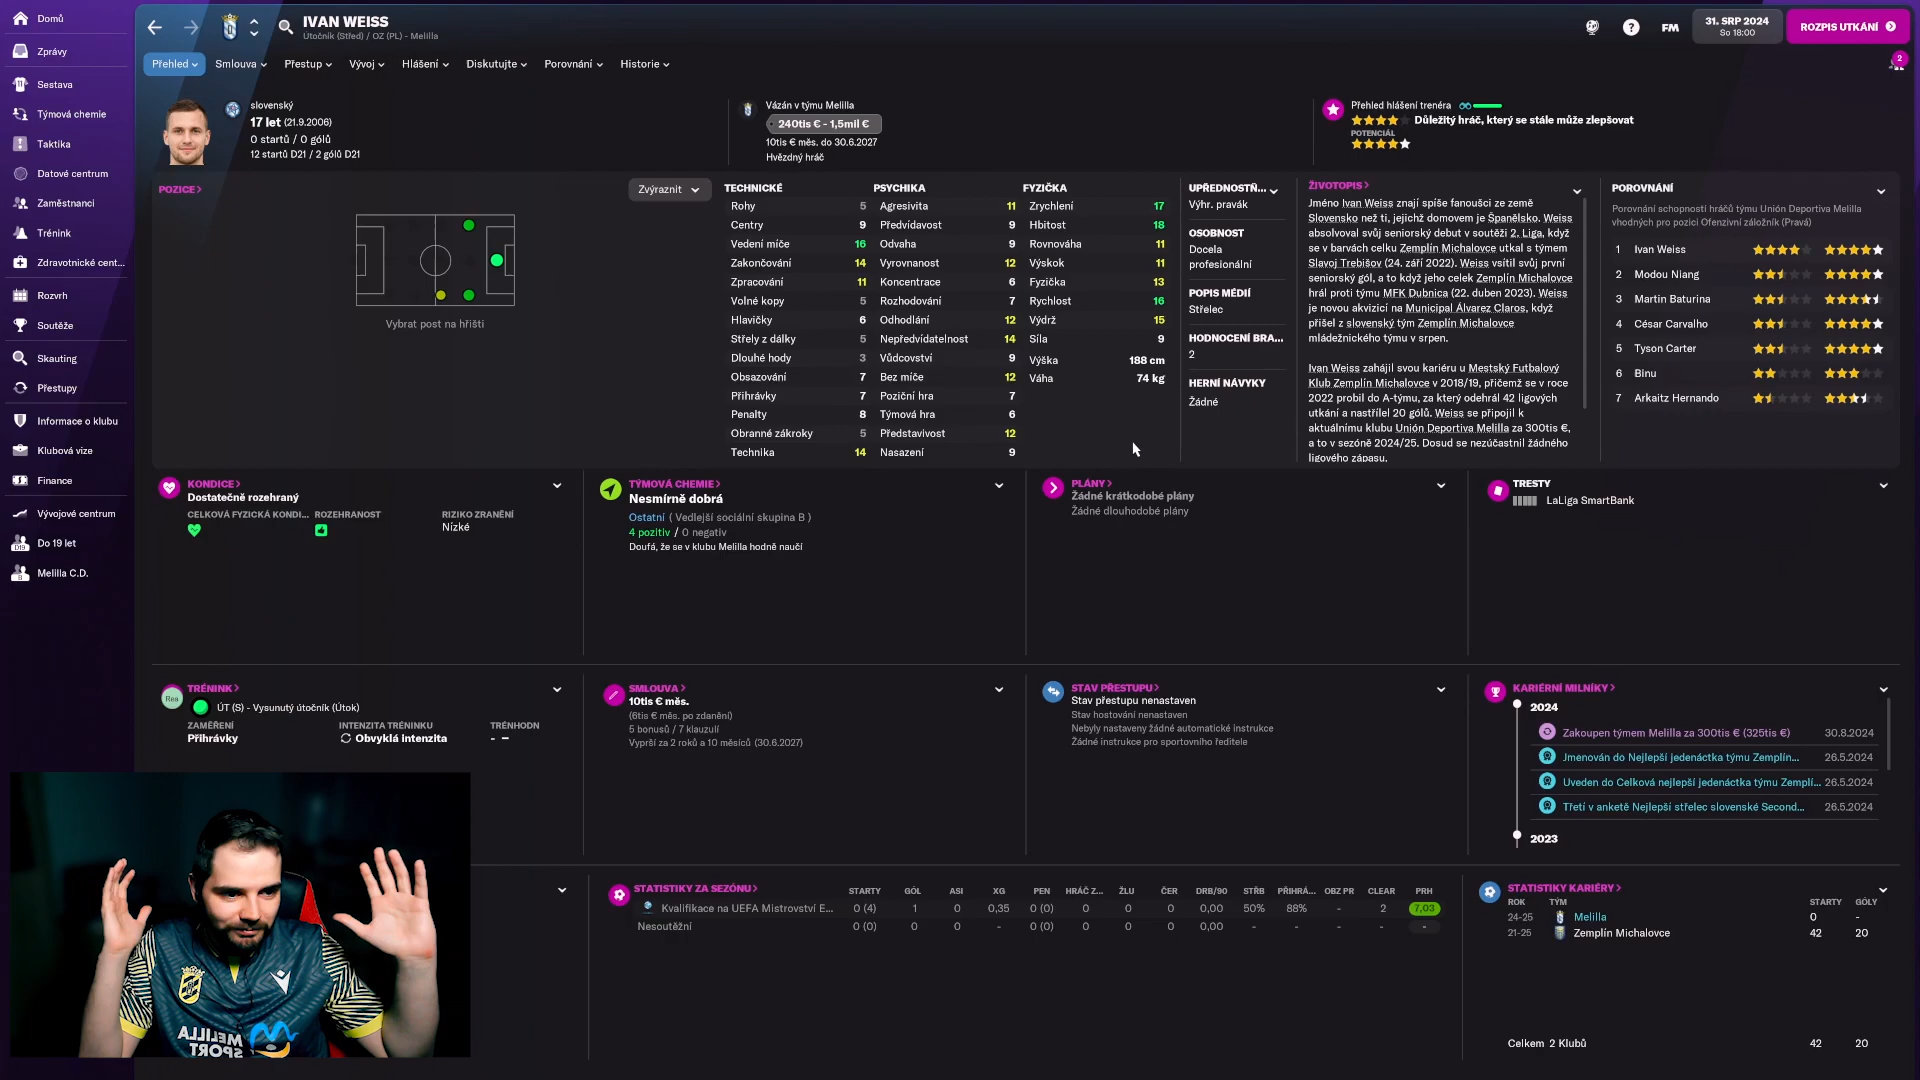 Domů
Zprávy
Sestava
Týmová chemie
Taktika
Datové centrum
Zaměstnanci
Trénink
Zdravotnické cent...
Rozvrh
Soutěže
Skauting
Přestupy
Informace o klubu
Klubová vize
Finance
Vývojové centrum
Do 19 let
Melilla C.D.
IVAN WEISS
Útočník (Střed) / OZ (PL) - Melilla
FM
31. SRP 2024
So 18:00
ROZPIS UTKÁNÍ
2
Přehled
Smlouva
Přestup
Vývoj
Hlášení
Diskutujte
Porovnání
Historie
slovenský
17 let (21.9.2006)
0 startů / 0 gólů
12 startů D21 / 2 gólů D21
Vázán v týmu Melilla
240tis € - 1,5mil €
10tis € měs. do 30.6.2027
Hvězdný hráč
Přehled hlášení trenéra
Důležitý hráč, který se stále může zlepšovat
POTENCIÁL
POZICE
Zvýraznit
Vybrat post na hřišti
TECHNICKÉ
Rohy 5
Centry 9
Vedení míče 16
Zakončování 14
Zpracování 11
Volné kopy 5
Hlavičky 6
Střely z dálky 5
Dlouhé hody 3
Obsazování 7
Přihrávky 7
Penalty 8
Obranné zákroky 5
Technika 14
PSYCHIKA
Agresivita 11
Předvídavost 9
Odvaha 9
Vyrovnanost 12
Koncentrace 6
Rozhodování 7
Odhodlání 12
Nepředvídatelnost 14
Vůdcovství 9
Bez míče 12
Poziční hra 7
Týmová hra 6
Představivost 12
Nasazení 9
FYZIČKA
Zrychlení 17
Hbitost 18
Rovnováha 11
Výskok 11
Fyzička 13
Rychlost 16
Výdrž 15
Síla 9
Výška 188 cm
Váha 74 kg
UPŘEDNOSTŇ...
Výhr. pravák
OSOBNOST
Docela
profesionální
POPIS MÉDIÍ
Střelec
HODNOCENÍ BRA...
2
HERNÍ NÁVYKY
Žádné
ŽIVOTOPIS
Jméno Ivan Weiss znají spíše fanoušci ze země
Slovensko než ti, jejichž domovem je Španělsko. Weiss
absolvoval svůj seniorský debut v soutěži 2. Liga, když
se v barvách celku Zemplín Michalovce utkal s týmem
Slavoj Trebišov (24. září 2022). Weiss vsítil svůj první
seniorský gól, a to když jeho celek Zemplín Michalovce
hrál proti týmu MFK Dubnica (22. duben 2023). Weiss
je novou akvizicí na Municipal Álvarez Claros, když
přišel z slovenský tým Zemplín Michalovce
mládežnického týmu v srpen.
Ivan Weiss zahájil svou kariéru u Mestský Futbalový
Klub Zemplín Michalovce v 2018/19, přičemž se v roce
2022 probil do A-týmu, za který odehrál 42 ligových
utkání a nastřílel 20 gólů. Weiss se připojil k
aktuálnímu klubu Unión Deportiva Melilla za 300tis €,
a to v sezóně 2024/25. Dosud se nezúčastnil žádného
ligového zápasu.
POROVNÁNÍ
Porovnání schopností hráčů týmu Unión Deportiva Melilla
vhodných pro pozici Ofenzivní záložník (Pravá)
1 Ivan Weiss
2 Modou Niang
3 Martin Baturina
4 César Carvalho
5 Tyson Carter
6 Binu
7 Arkaitz Hernando
KONDICE
Dostatečně rozehraný
CELKOVÁ FYZICKÁ KONDI... ROZEHRANOST RIZIKO ZRANĚNÍ
Nízké
TÝMOVÁ CHEMIE
Nesmírně dobrá
Ostatní ( Vedlejší sociální skupina B )
4 pozitiv / 0 negativ
Doufá, že se v klubu Melilla hodně naučí
PLÁNY
Žádné krátkodobé plány
Žádné dlouhodobé plány
TRESTY
LaLiga SmartBank
Rea
TRÉNINK
ÚT (S) - Vysunutý útočník (Útok)
ZAMĚŘENÍ INTENZITA TRÉNINKU TRÉNHODN
Přihrávky Obvyklá intenzita - –
SMLOUVA
10tis € měs.
(6tis € měs. po zdanění)
5 bonusů / 7 klauzulí
Vyprší za 2 roků a 10 měsíců (30.6.2027)
STAV PŘESTUPU
Stav přestupu nenastaven
Stav hostování nenastaven
Nebyly nastaveny žádné automatické instrukce
Žádné instrukce pro sportovního ředitele
KARIÉRNÍ MILNÍKY
2024
Zakoupen týmem Melilla za 300tis € (325tis €) 30.8.2024
Jmenován do Nejlepší jedenáctka týmu Zemplín... 26.5.2024
Uveden do Celková nejlepší jedenáctka týmu Zemplí... 26.5.2024
Třetí v anketě Nejlepší střelec slovenské Second... 26.5.2024
2023
STATISTIKY ZA SEZÓNU STARTY GÓL ASI XG PEN HRÁČ Z... ŽLU ČER DRB/90 STŘB PŘIHRÁ... OBZ PR CLEAR PRH
Kvalifikace na UEFA Mistrovství E... 0 (4) 1 0 0,35 0 (0) 0 0 0 0,00 50% 88% - 2 7,03
Nesoutěžní 0 (0) 0 0 - 0 (0) 0 0 0 0,00 - - - - -
STATISTIKY KARIÉRY
ROK TÝM STARTY GÓLY
24-25 Melilla 0 -
21-25 Zemplín Michalovce 42 20
Celkem 2 Klubů 42 20
MELILLA
SPORT